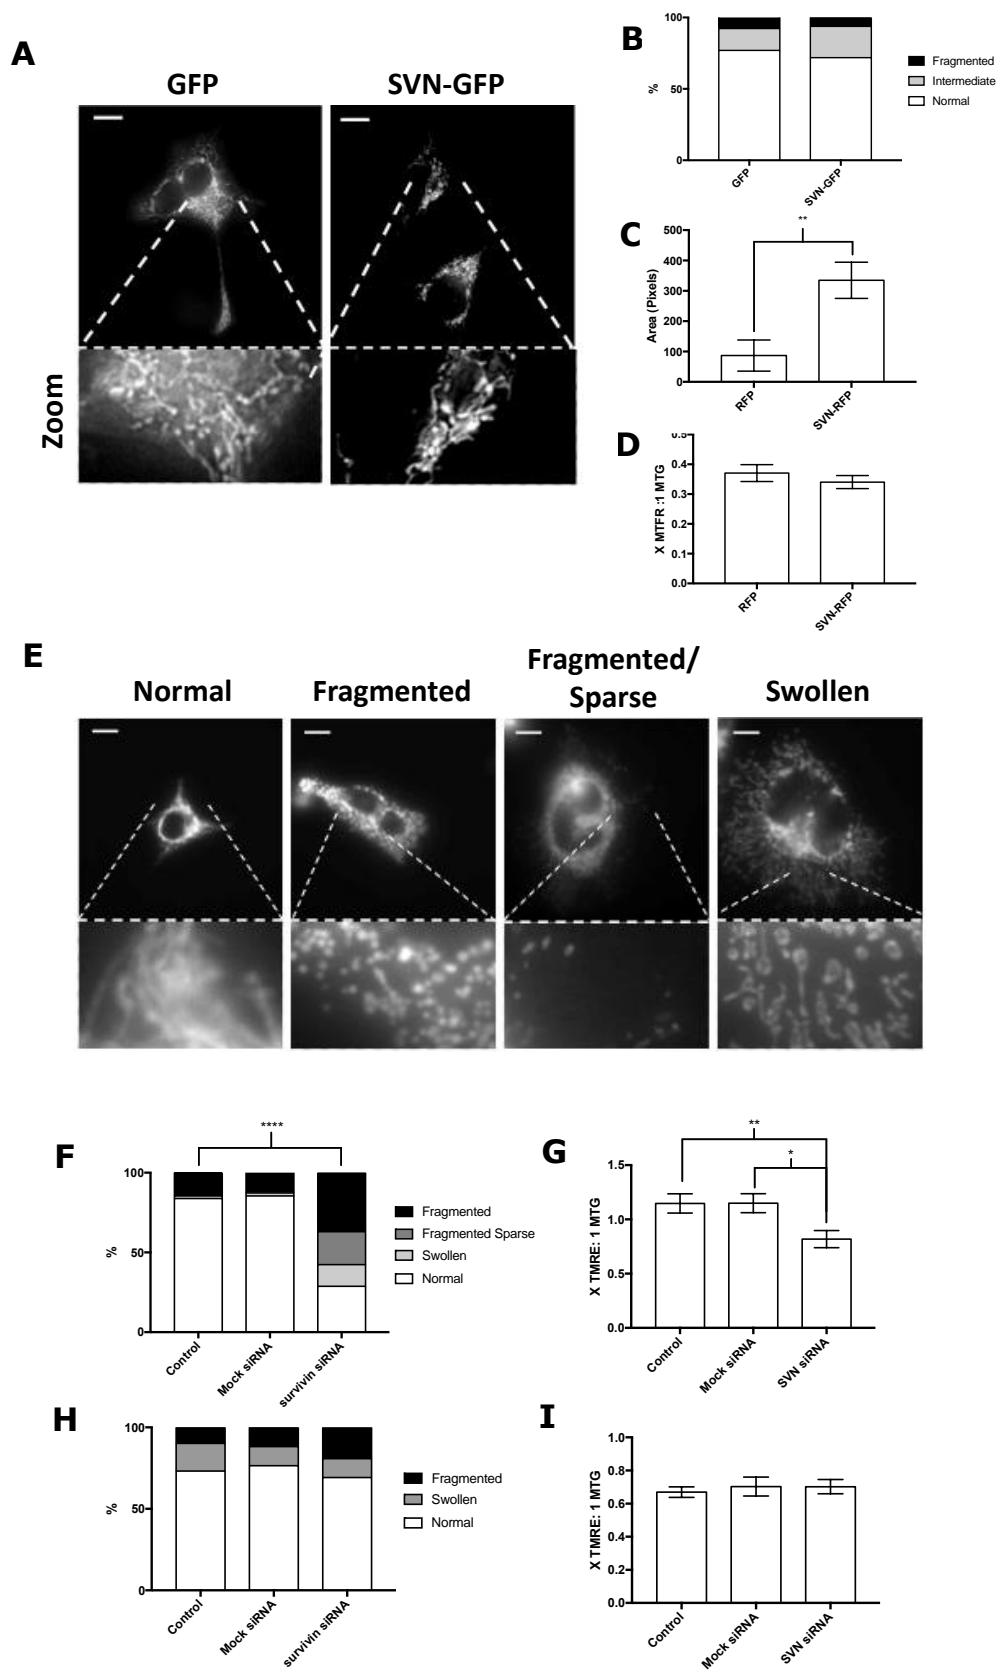 A
GFP
SVN-GFP
Zoom
B
100
50
0
%
GFP
SVN-GFP
Fragmented
Intermediate
Normal
C
**
500
400
300
200
100
0
Area (Pixels)
RFP
SVN-RFP
D
0.5
0.4
0.3
0.2
0.1
0.0
X MTFR :1 MTG
RFP
SVN-RFP
E
Normal
Fragmented
Fragmented/
Sparse
Swollen
F
****
100
50
0
%
Control
Mock siRNA
survivin siRNA
Fragmented
Fragmented Sparse
Swollen
Normal
G
**
*
1.5
1.0
0.5
0.0
X TMRE: 1 MTG
Control
Mock siRNA
SVN siRNA
H
100
50
0
%
Control
Mock siRNA
survivin siRNA
Fragmented
Swollen
Normal
I
1.0
0.8
0.6
0.4
0.2
0.0
X TMRE: 1 MTG
Control
Mock siRNA
SVN siRNA